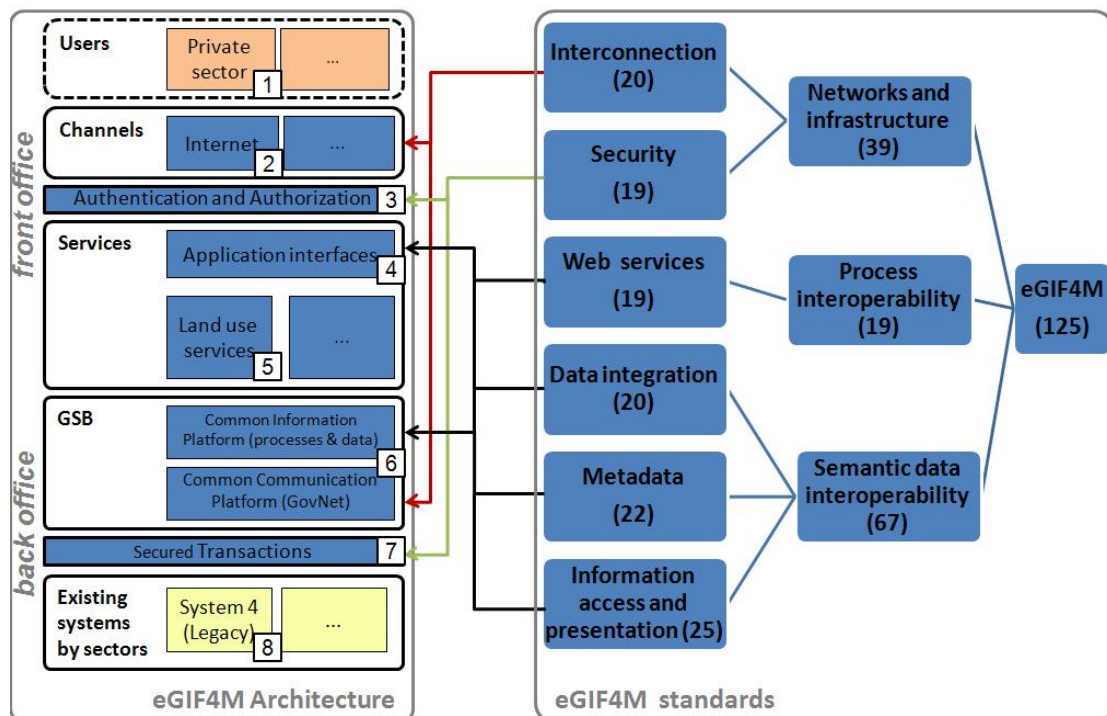 Users
Private
sector
1
...
Channels
Internet
2
...
Authentication and Authorization
3
Services
Application interfaces
4
Land use
services
5
...
GSB
Common Information
Platform (processes & data)
6
Common Communication
Platform (GovNet)
Secured Transactions
7
Existing
systems
by sectors
System 4
(Legacy)
8
...
front office
back office
eGIF4M Architecture
Interconnection
(20)
Security
(19)
Web services
(19)
Data integration
(20)
Metadata
(22)
Information
access and
presentation (25)
Networks and
infrastructure
(39)
Process
interoperability
(19)
Semantic data
interoperability
(67)
eGIF4M
(125)
eGIF4M standards